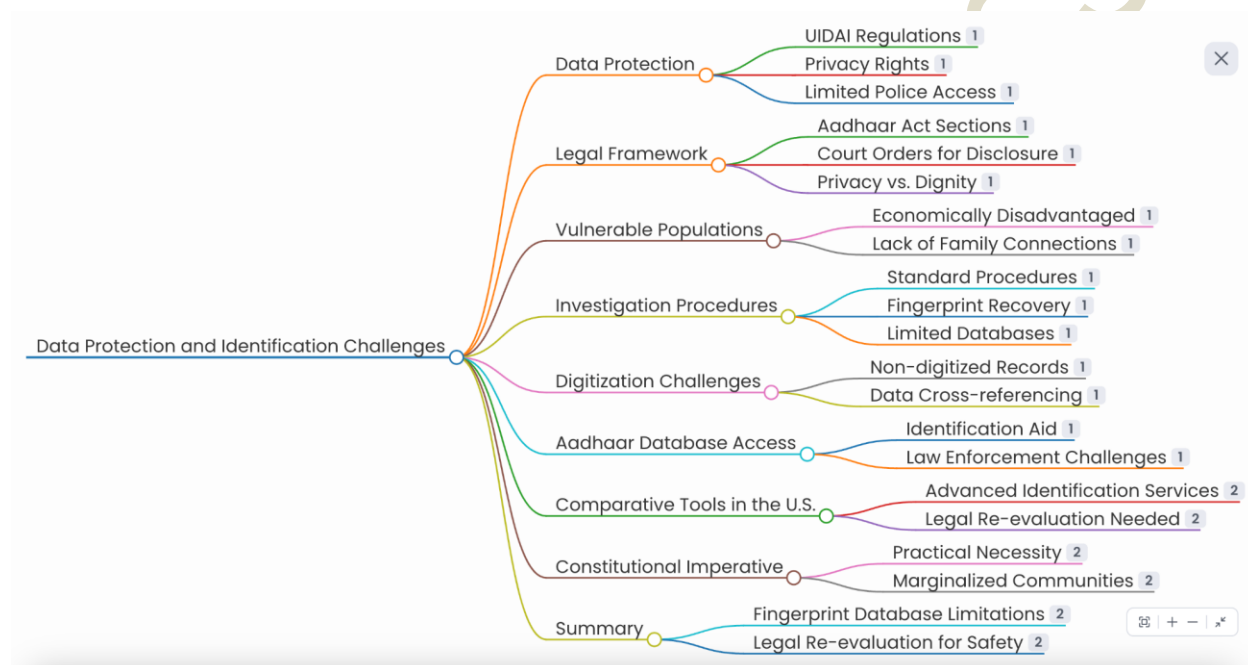 Data Protection and Identification Challenges
Data Protection
UIDAI Regulations 1
Privacy Rights 1
Limited Police Access 1
Legal Framework
Aadhaar Act Sections 1
Court Orders for Disclosure 1
Privacy vs. Dignity 1
Vulnerable Populations
Economically Disadvantaged 1
Lack of Family Connections 1
Investigation Procedures
Standard Procedures 1
Fingerprint Recovery 1
Limited Databases 1
Digitization Challenges
Non-digitized Records 1
Data Cross-referencing 1
Aadhaar Database Access
Identification Aid 1
Law Enforcement Challenges 1
Comparative Tools in the U.S.
Advanced Identification Services 2
Legal Re-evaluation Needed 2
Constitutional Imperative
Practical Necessity 2
Marginalized Communities 2
Summary
Fingerprint Database Limitations 2
Legal Re-evaluation for Safety 2